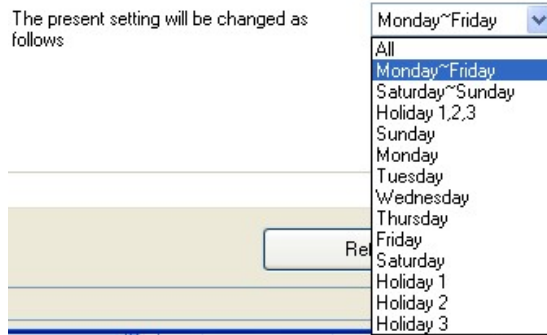 The present setting will be changed as
follows
Monday~Friday
All
Monday~Friday
Saturday~Sunday
Holiday 1,2,3
Sunday
Monday
Tuesday
Wednesday
Thursday
Friday
Saturday
Holiday 1
Holiday 2
Holiday 3